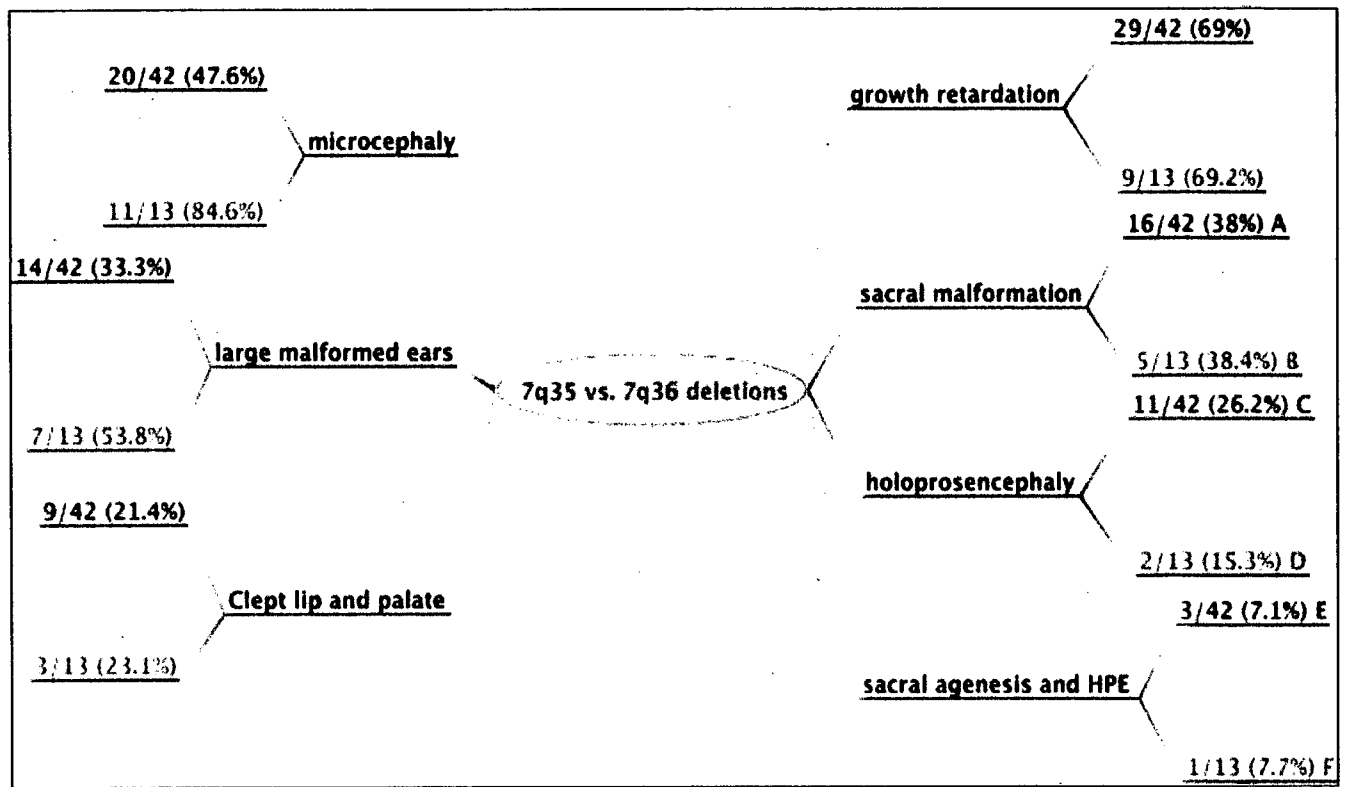 20/42 (47.6%)
microcephaly
11/13 (84.6%)
14/42 (33.3%)
large malformed ears
7/13 (53.8%)
9/42 (21.4%)
Clept lip and palate
3/13 (23.1%)
7q35 vs. 7q36 deletions
29/42 (69%)
growth retardation
9/13 (69.2%)
16/42 (38%) A
sacral malformation
5/13 (38.4%) B
11/42 (26.2%) C
holoprosencephaly
2/13 (15.3%) D
3/42 (7.1%) E
sacral agenesis and HPE
1/13 (7.7%) F